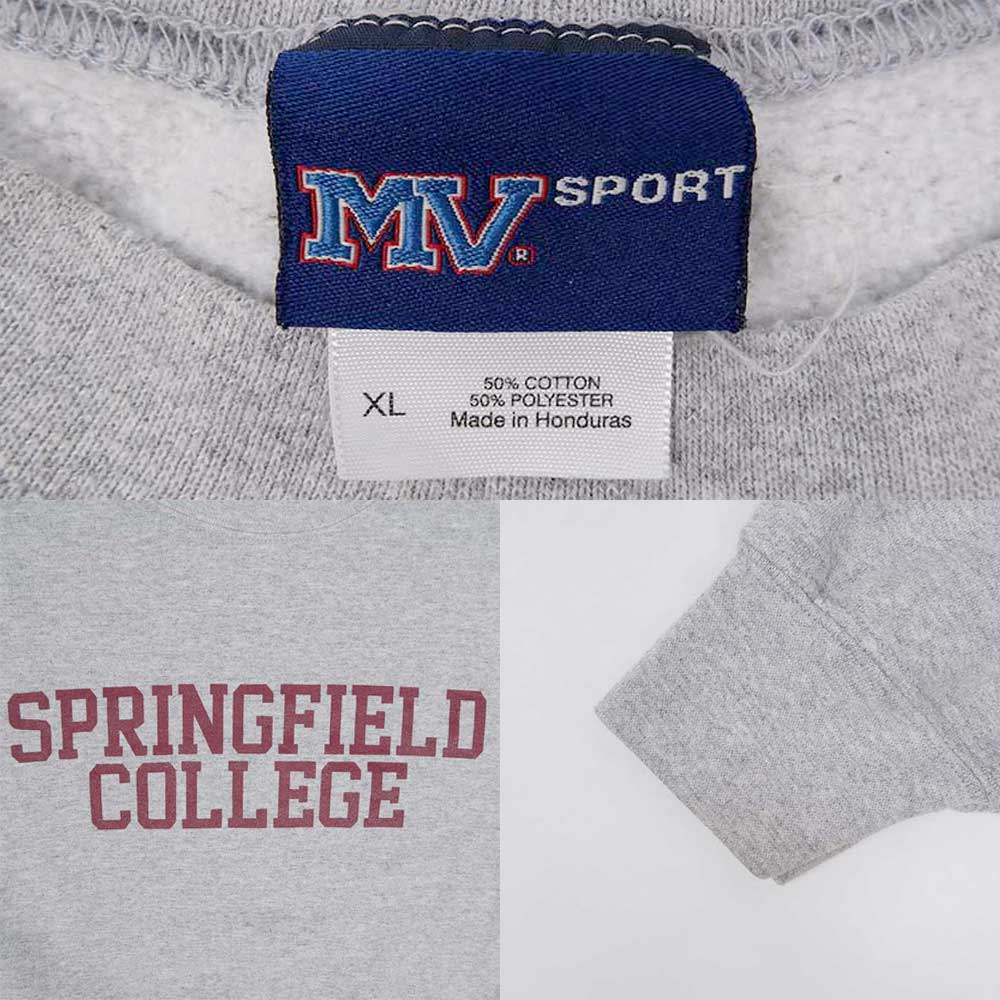 MV® SPORT
XL
50% COTTON
50% POLYESTER
Made in Honduras
SPRINGFIELD
COLLEGE